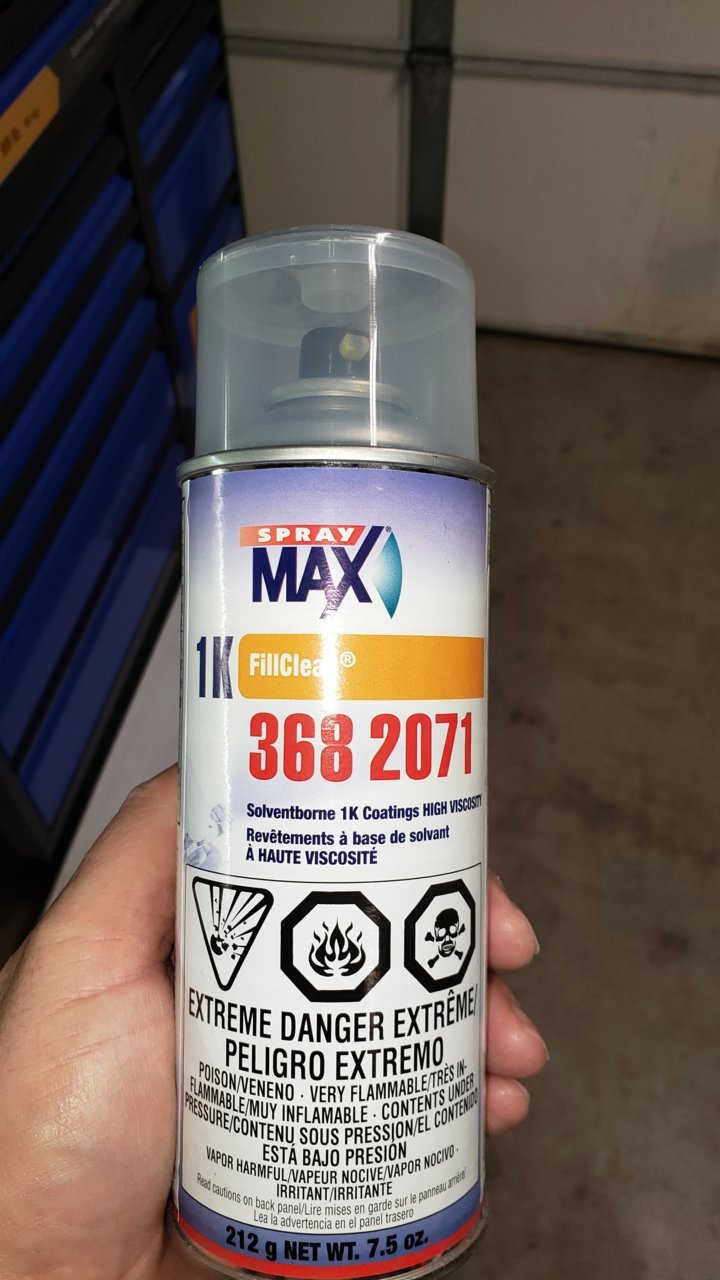 SPRAY
MAX®
1K FillClean®
368 2071
Solventborne 1K Coatings HIGH VISCOSITY
Revêtements à base de solvant
À HAUTE VISCOSITÉ
EXTREME DANGER EXTRÊME/
PELIGRO EXTREMO
POISON/VENENO · VERY FLAMMABLE/TRÈS IN-
FLAMMABLE/MUY INFLAMABLE · CONTENTS UNDER
PRESSURE/CONTENU SOUS PRESSION/EL CONTENIDO
ESTÁ BAJO PRESIÓN
VAPOR HARMFUL/VAPEUR NOCIVE/VAPOR NOCIVO ·
IRRITANT/IRRITANTE
Read cautions on back panel/Lire mises en garde sur le panneau arrière/
Lea la advertencia en el panel trasero
212 g NET WT. 7.5 oz.